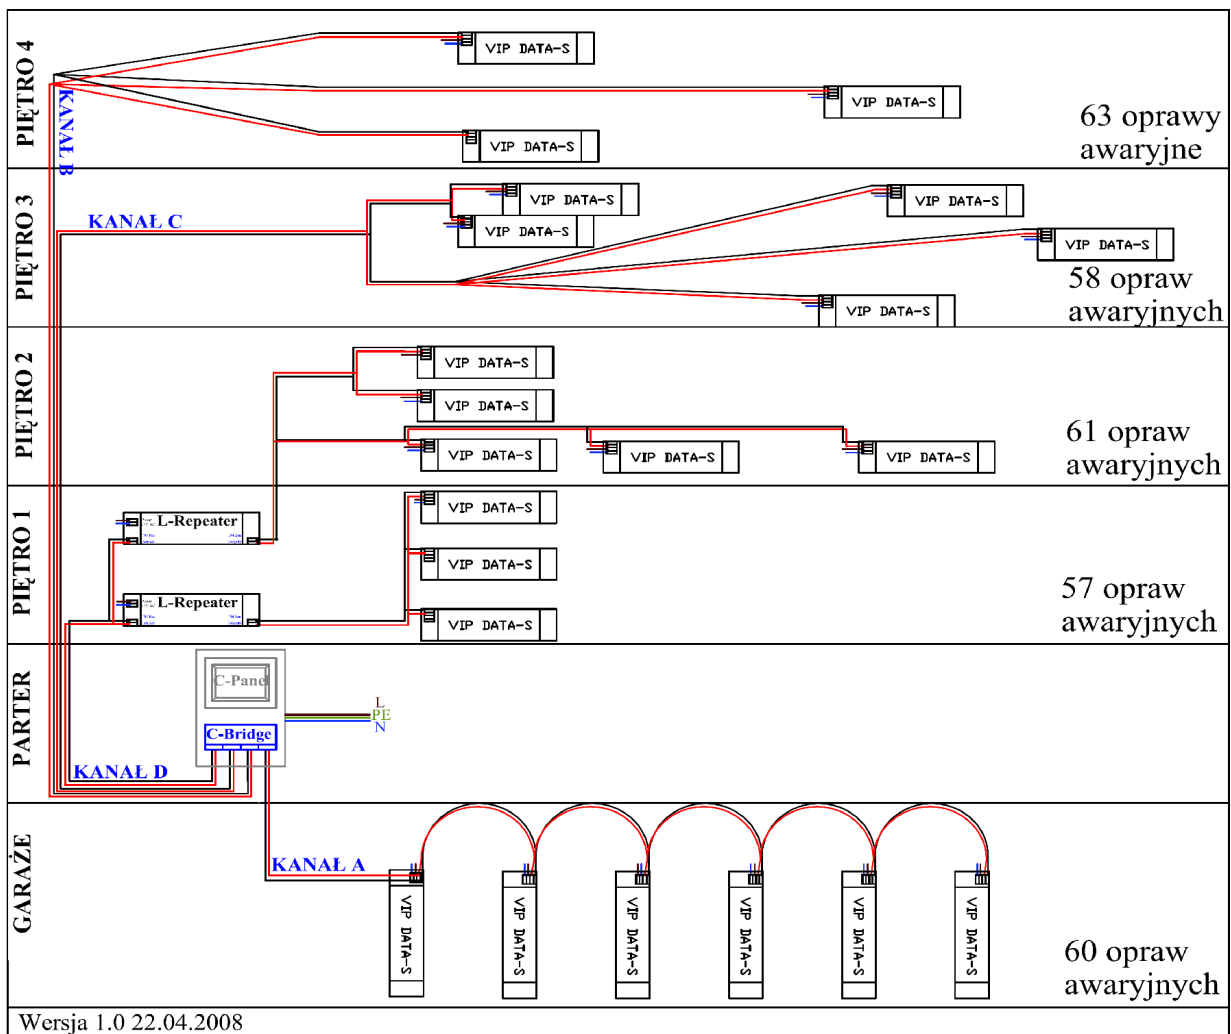 PIĘTRO 4
KANAŁ B
VIP DATA-S
VIP DATA-S
VIP DATA-S
63 oprawy
awaryjne
PIĘTRO 3
KANAŁ C
VIP DATA-S
VIP DATA-S
VIP DATA-S
VIP DATA-S
VIP DATA-S
58 opraw
awaryjnych
PIĘTRO 2
VIP DATA-S
VIP DATA-S
VIP DATA-S
VIP DATA-S
VIP DATA-S
61 opraw
awaryjnych
PIĘTRO 1
L-Repeater
L-Repeater
VIP DATA-S
VIP DATA-S
VIP DATA-S
57 opraw
awaryjnych
PARTER
C-Panel
C-Bridge
L
PE
N
KANAŁ D
GARAŻE
KANAŁ A
VIP DATA-S
VIP DATA-S
VIP DATA-S
VIP DATA-S
VIP DATA-S
VIP DATA-S
60 opraw
awaryjnych
Wersja 1.0 22.04.2008